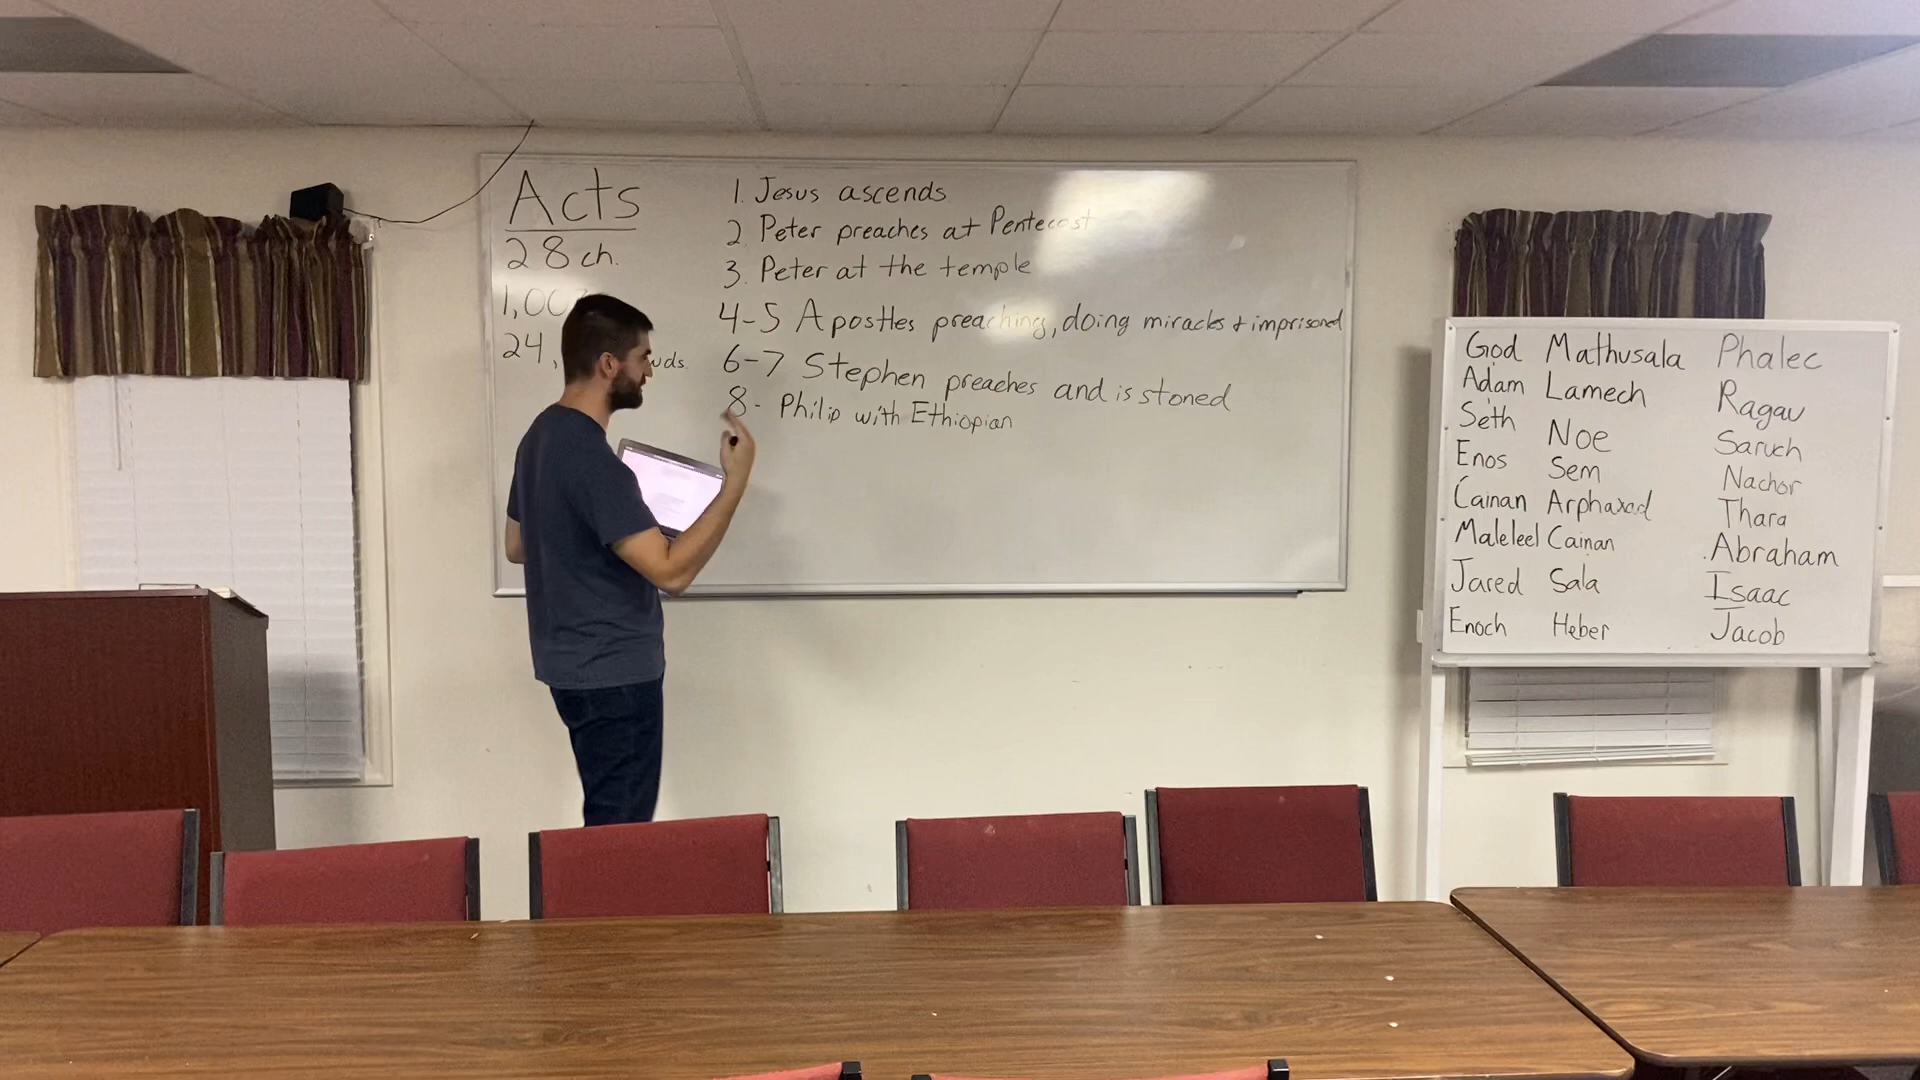 Acts
28 ch.
1,00
24,
1. Jesus ascends
2 Peter preaches at Pentecost
3. Peter at the temple
4-5 Apostles preaching, doing miracles + imprisoned
6-7 Stephen preaches and is stoned
8- Philip with Ethiopian
God
Adam
Seth
Enos
Cainan
Maleleel
Jared
Enoch
Mathusala
Lamech
Noe
Sem
Arphaxad
Cainan
Sala
Heber
Phalec
Ragau
Saruch
Nachor
Thara
Abraham
Isaac
Jacob